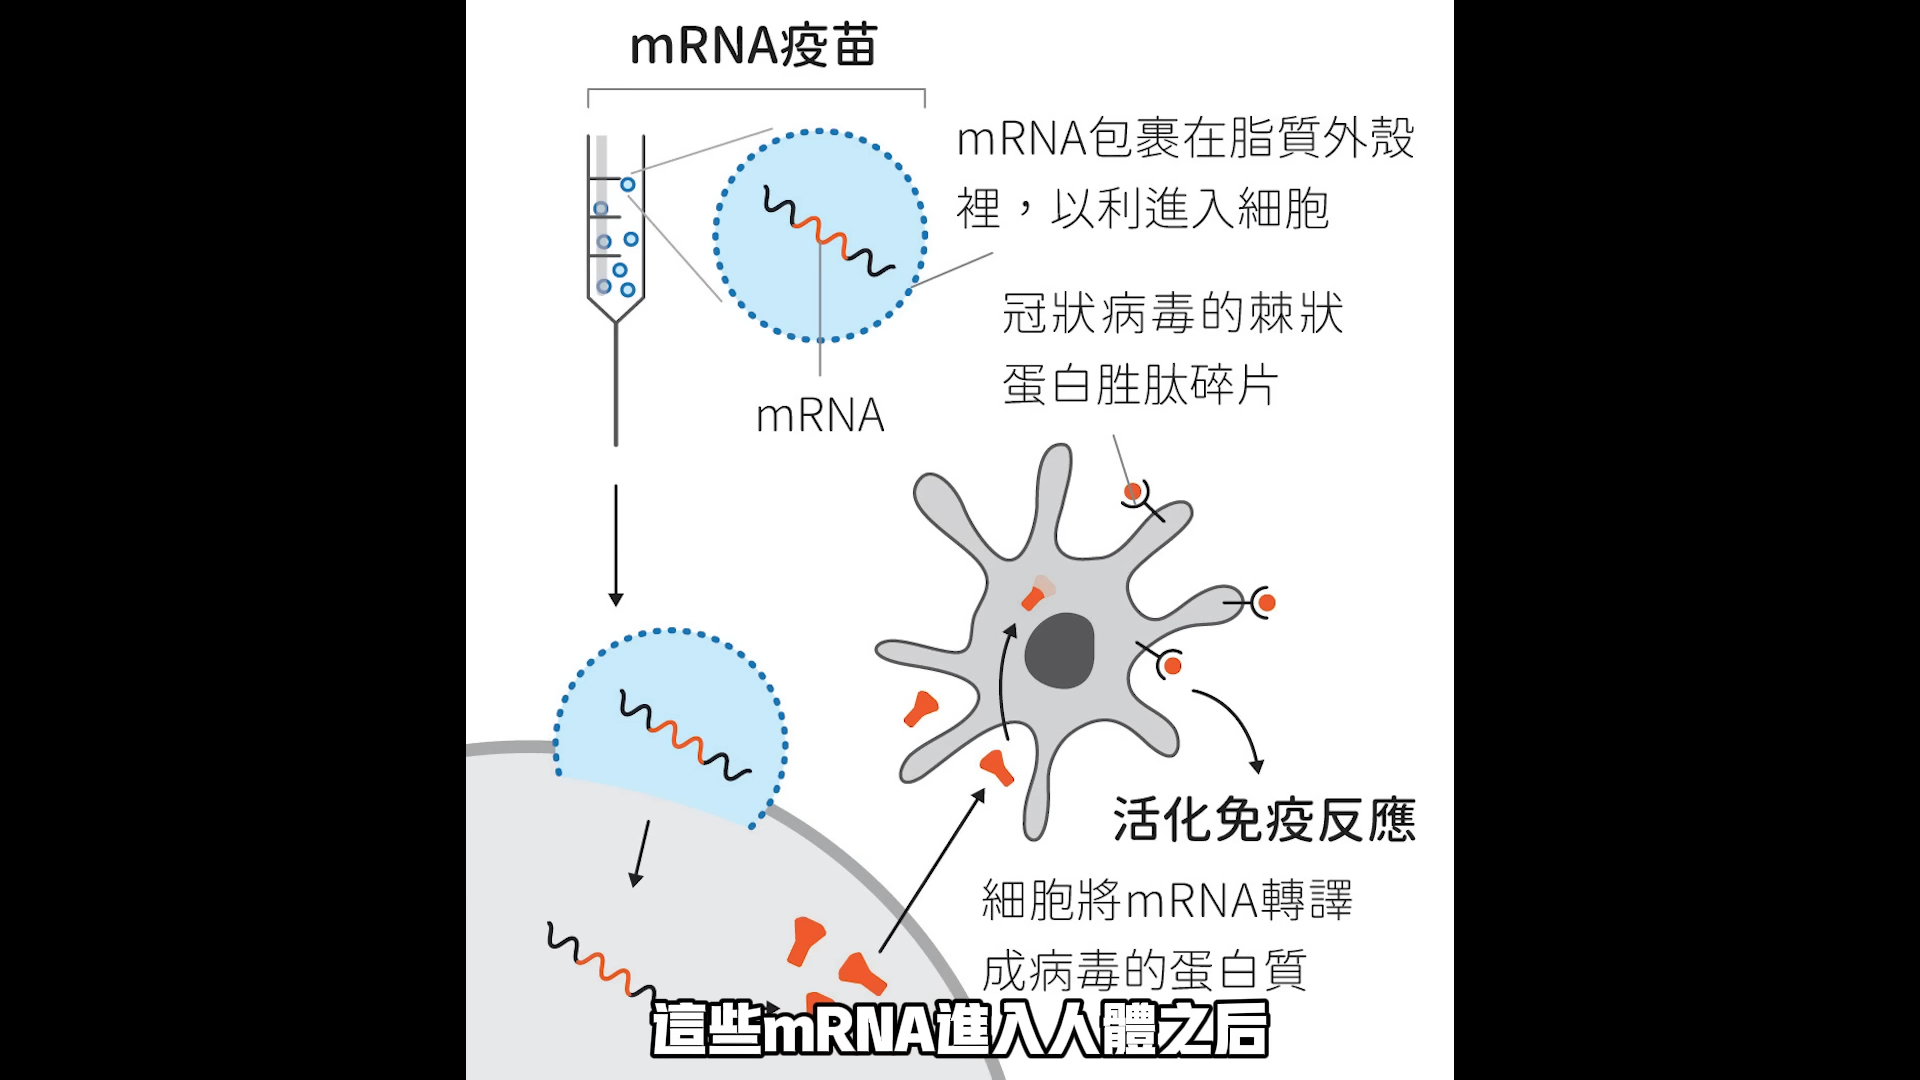 mRNA疫苗
mRNA包裹在脂質外殼
裡，以利進入細胞
mRNA
冠狀病毒的棘狀
蛋白胜肽碎片
活化免疫反應
細胞將mRNA轉譯
成病毒的蛋白質
這些mRNA進入人體之后